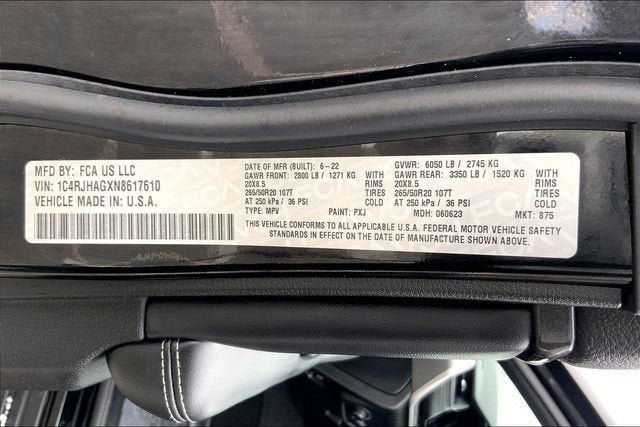 MFD BY: FCA US LLC
VIN: 1C4RJHAGXN8617610
VEHICLE MADE IN: U.S.A.
DATE OF MFR (BUILT): 6-22
GAWR FRONT: 2800 LB / 1271 KG WITH
20X8.5 RIMS
265/50R20 107T TIRES
AT 250 kPa / 36 PSI COLD
TYPE: MPV PAINT: PXJ
GVWR: 6050 LB / 2745 KG
GAWR REAR: 3350 LB / 1520 KG WITH
20X8.5 RIMS
265/50R20 107T TIRES
AT 250 kPa / 36 PSI COLD
MDH: 060623 MKT: 875
THIS VEHICLE CONFORMS TO ALL APPLICABLE U.S.A. FEDERAL MOTOR VEHICLE SAFETY
STANDARDS IN EFFECT ON THE DATE OF MANUFACTURE SHOWN ABOVE.